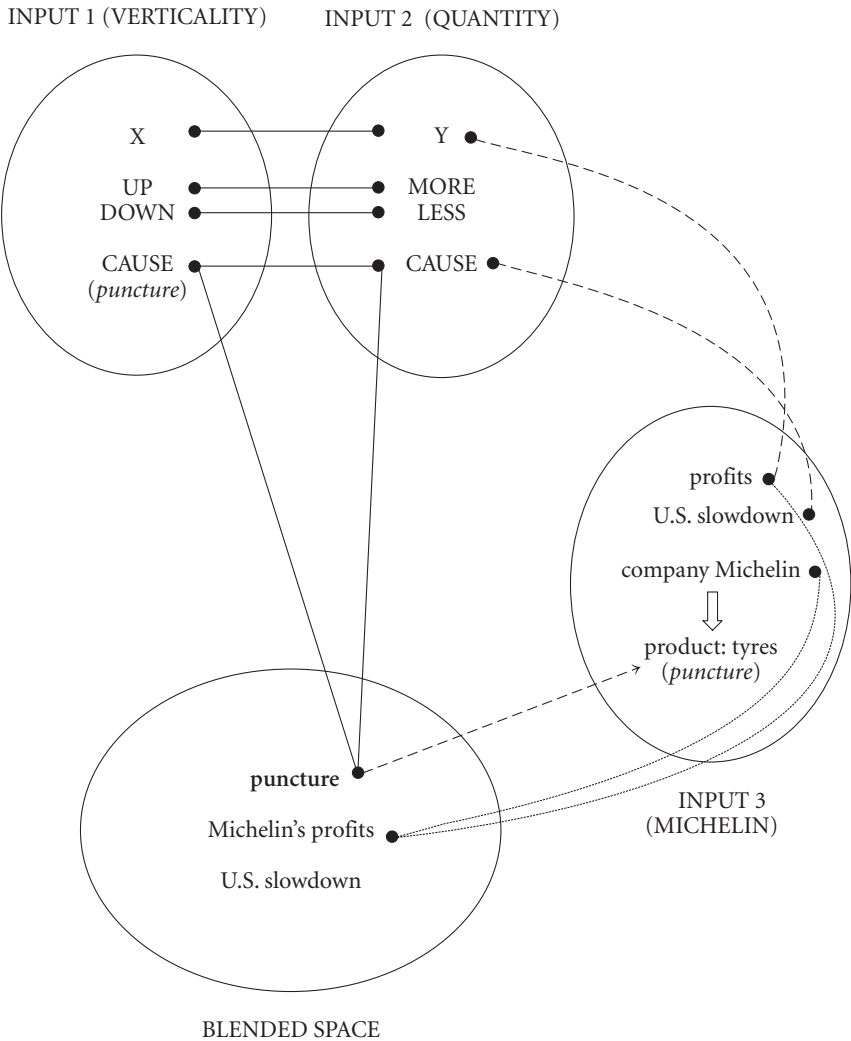 INPUT 1 (VERTICALITY)
INPUT 2 (QUANTITY)
X
Y
UP
MORE
DOWN
LESS
CAUSE
(puncture)
CAUSE
profits
U.S. slowdown
company Michelin
product: tyres
(puncture)
INPUT 3
(MICHELIN)
puncture
Michelin’s profits
U.S. slowdown
BLENDED SPACE